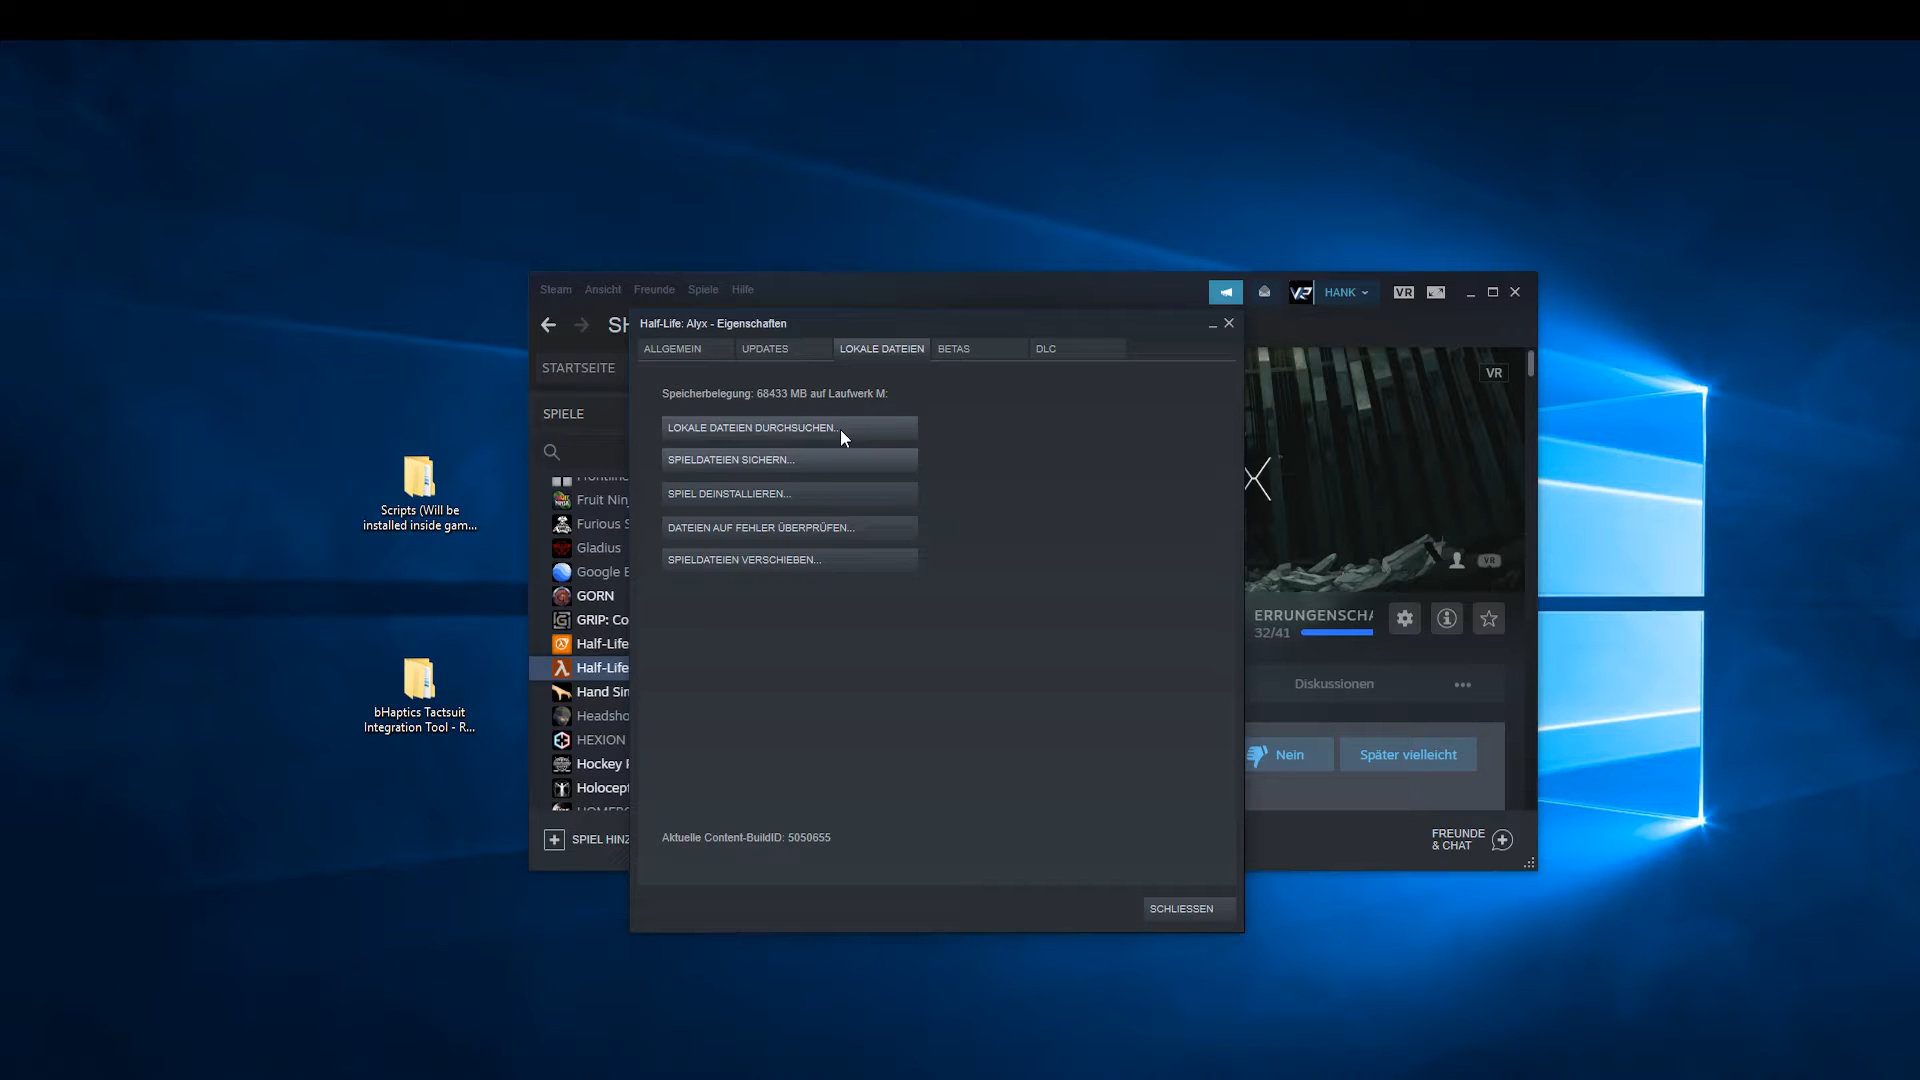 Steam Ansicht Freunde Spiele Hilfe
HANK
VR
Half-Life: Alyx - Eigenschaften
ALLGEMEIN UPDATES LOKALE DATEIEN BETAS DLC
STARTSEITE
VR
Speicherbelegung: 68433 MB auf Laufwerk M:
SPIELE
LOKALE DATEIEN DURCHSUCHEN...
SPIELDATEIEN SICHERN...
SPIEL DEINSTALLIEREN...
DATEIEN AUF FEHLER ÜBERPRÜFEN...
SPIELDATEIEN VERSCHIEBEN...
Fruit Nin
Furious S
Gladius
Google E
GORN
GRIP: Co
Half-Life
Half-Life
Hand Sim
Headsho
HEXION
Hockey P
Holocept
VR
ERRUNGENSCHA
32/41
Diskussionen
Nein
Später vielleicht
Aktuelle Content-BuildID: 5050655
SPIEL HINZ
FREUNDE
& CHAT
SCHLIESSEN
Scripts (Will be
installed inside gam...
bHaptics Tactsuit
Integration Tool - R...